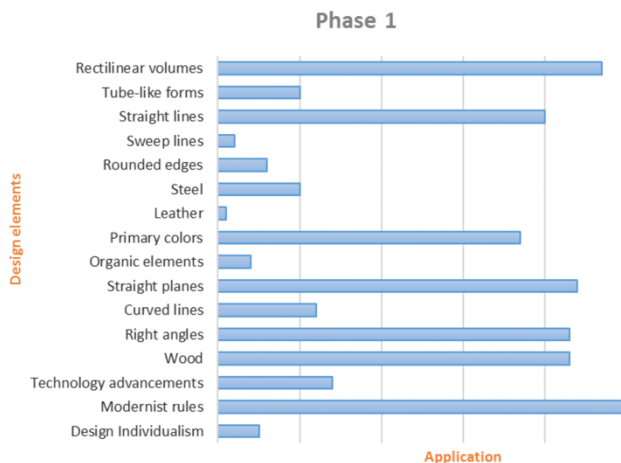 Phase 1
Design elements
Rectilinear volumes
Tube-like forms
Straight lines
Sweep lines
Rounded edges
Steel
Leather
Primary colors
Organic elements
Straight planes
Curved lines
Right angles
Wood
Technology advancements
Modernist rules
Design Individualism
Application